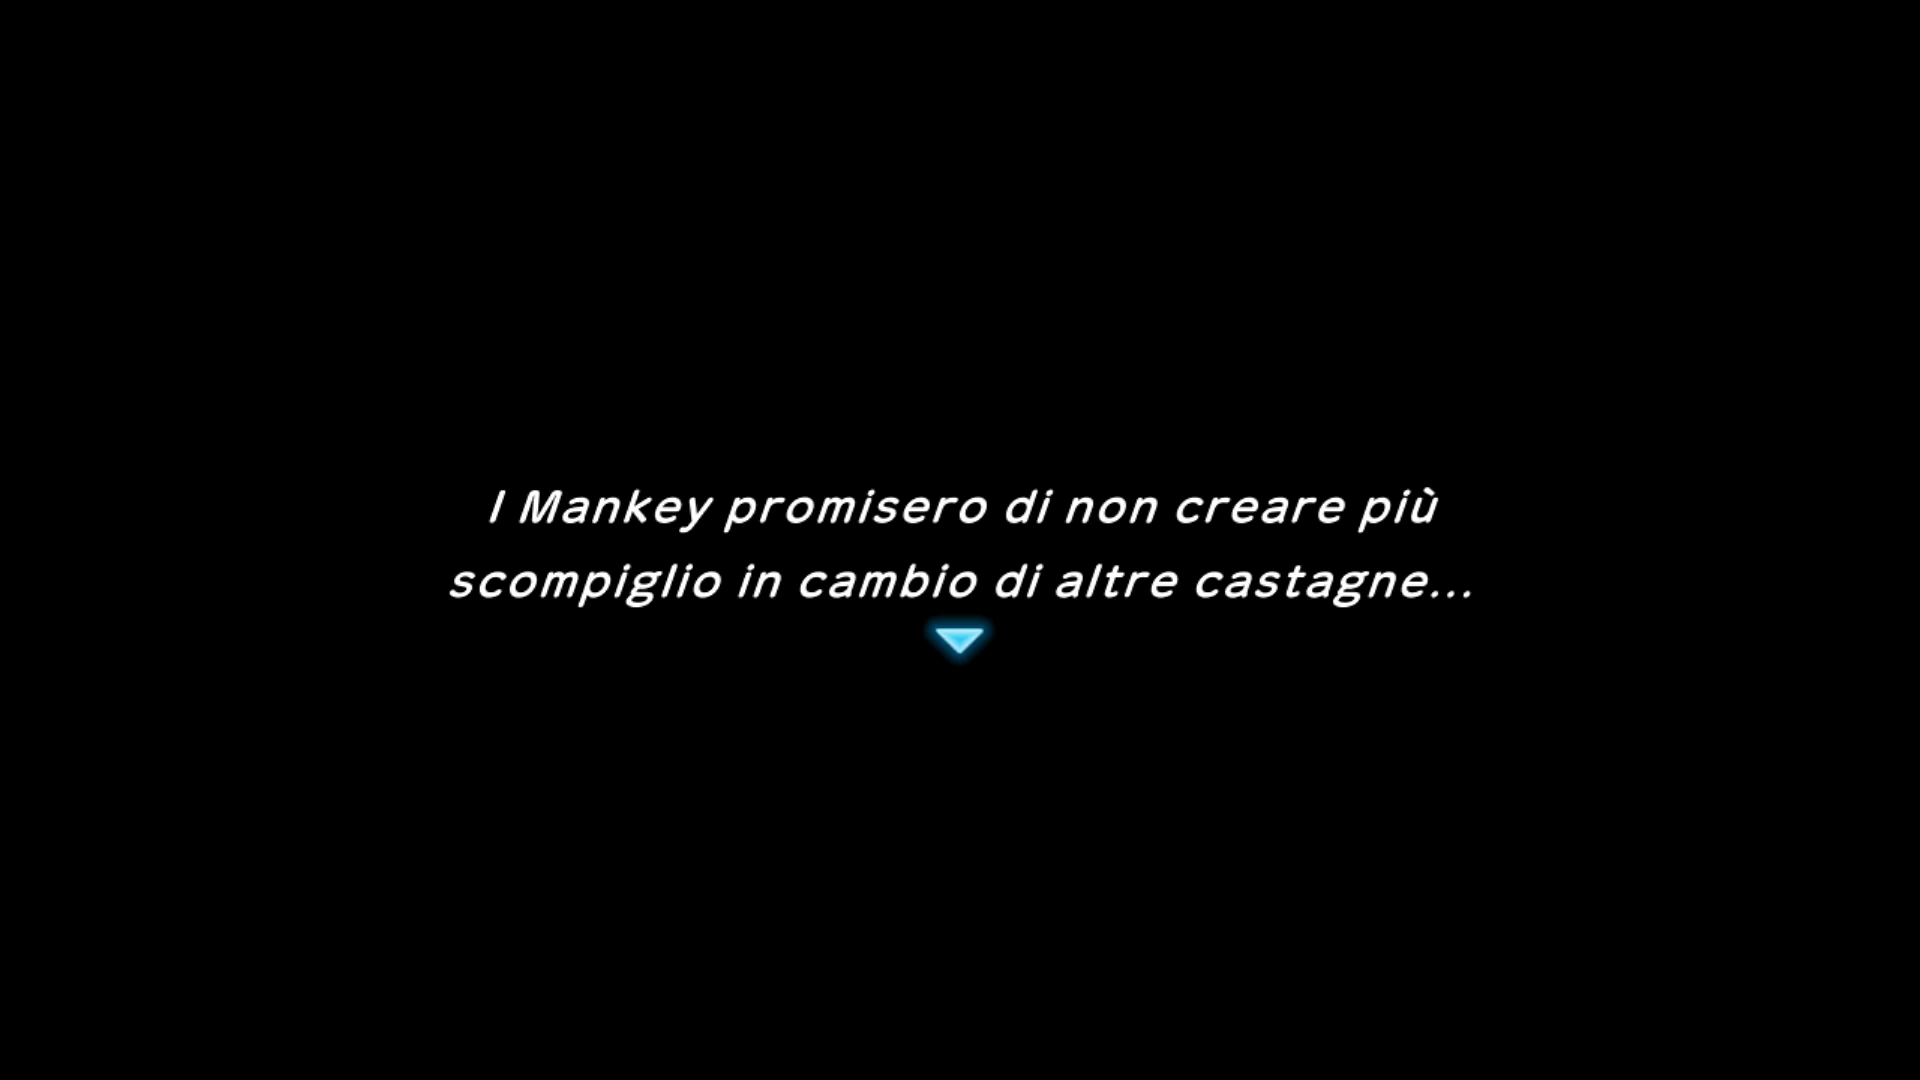 I Mankey promisero di non creare più
scompiglio in cambio di altre castagne...